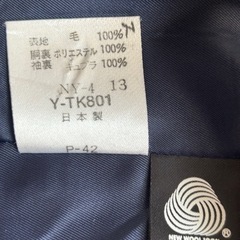 表地 毛 100%
胴裏 ポリエステル 100%
袖裏 キュプラ 100%
NY-4 13
Y-TK801
日本製
P-42
NEW WOOL 100%